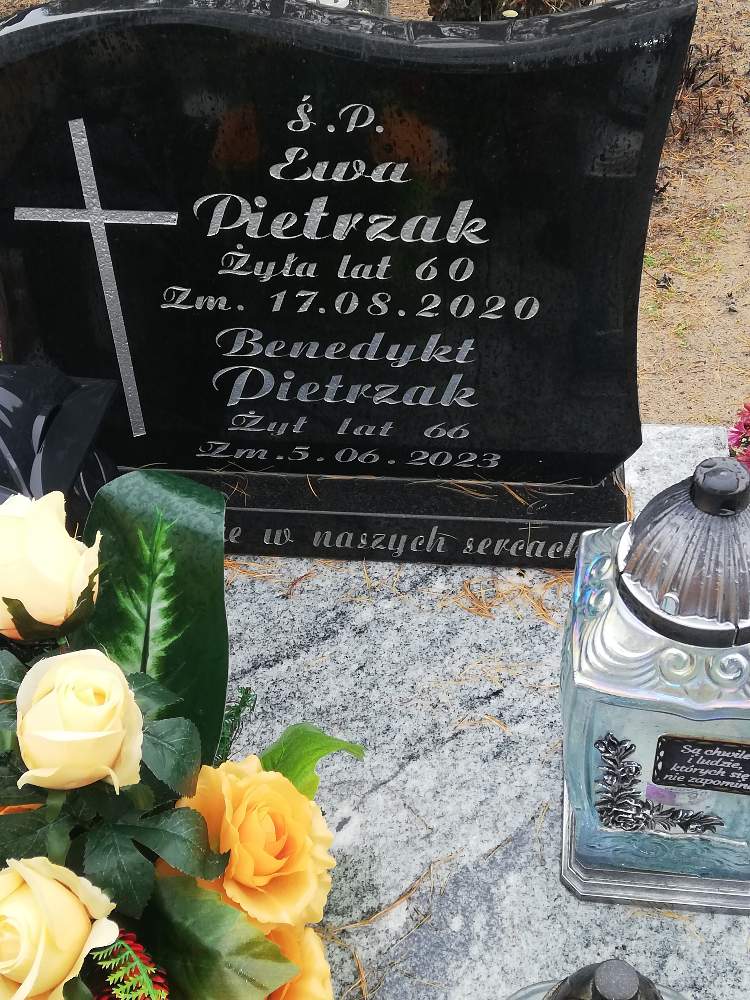 Ś.P.
Ewa
Pietrzak
Żyła lat 60
Zm. 17.08.2020
Benedykt
Pietrzak
Żył lat 66
Zm. 5.06.2023
w naszych sercach
Są chwile
i ludzie,
których się
nie